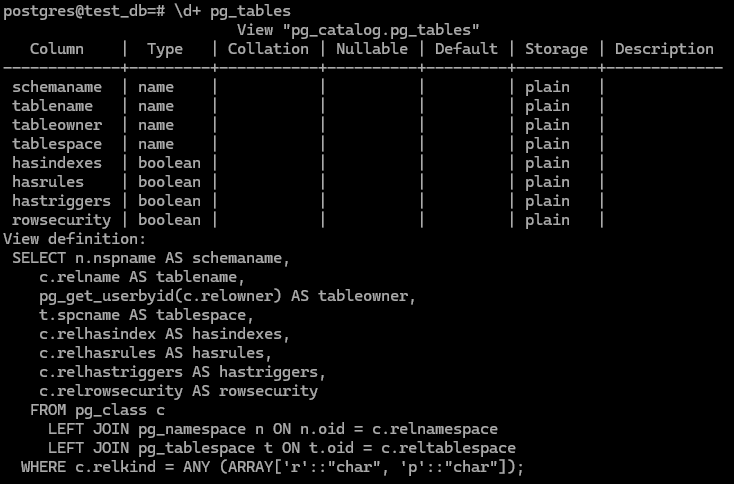 postgres@test_db=# \d+ pg_tables
                          View "pg_catalog.pg_tables"
   Column    |  Type   | Collation | Nullable | Default | Storage | Description
-------------+---------+-----------+----------+---------+---------+-------------
 schemaname  | name    |           |          |         | plain   |
 tablename   | name    |           |          |         | plain   |
 tableowner  | name    |           |          |         | plain   |
 tablespace  | name    |           |          |         | plain   |
 hasindexes  | boolean |           |          |         | plain   |
 hasrules    | boolean |           |          |         | plain   |
 hastriggers | boolean |           |          |         | plain   |
 rowsecurity | boolean |           |          |         | plain   |
View definition:
 SELECT n.nspname AS schemaname,
    c.relname AS tablename,
    pg_get_userbyid(c.relowner) AS tableowner,
    t.spcname AS tablespace,
    c.relhasindex AS hasindexes,
    c.relhasrules AS hasrules,
    c.relhastriggers AS hastriggers,
    c.relrowsecurity AS rowsecurity
   FROM pg_class c
     LEFT JOIN pg_namespace n ON n.oid = c.relnamespace
     LEFT JOIN pg_tablespace t ON t.oid = c.reltablespace
  WHERE c.relkind = ANY (ARRAY['r'::"char", 'p'::"char"]);